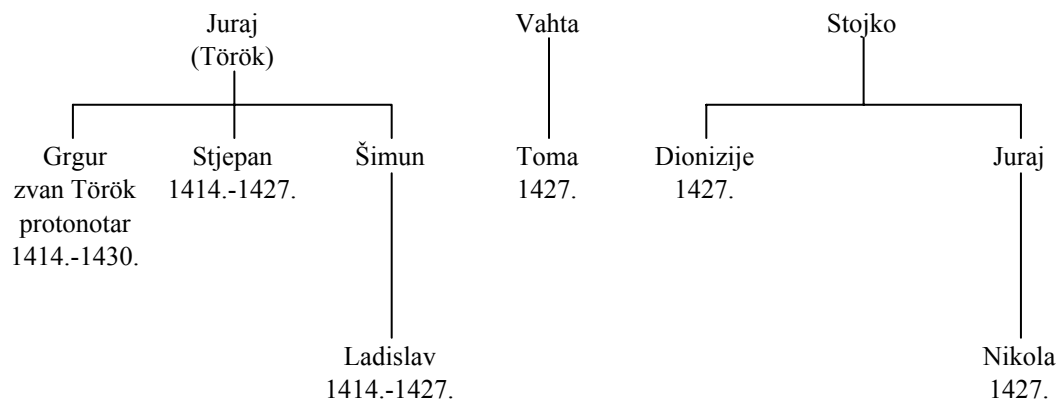 Juraj
(Török)
Vahta
Stojko
Grgur
zvan Török
protonotar
1414.-1430.
Stjepan
1414.-1427.
Šimun
Toma
1427.
Dionizije
1427.
Juraj
Ladislav
1414.-1427.
Nikola
1427.